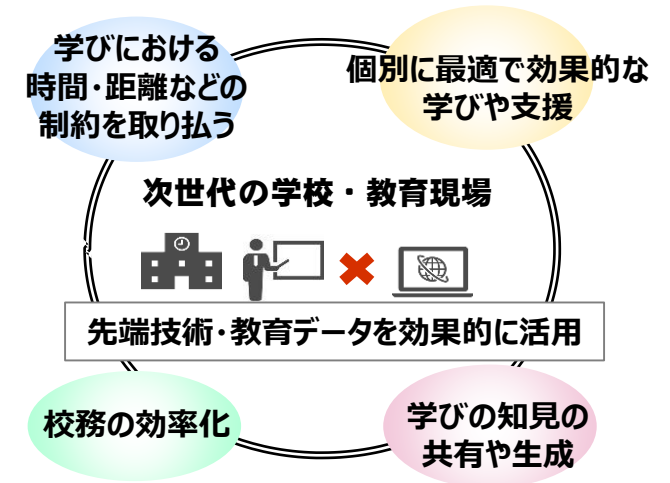 学びにおける
時間・距離などの
制約を取り払う
個別に最適で効果的な
学びや支援
次世代の学校・教育現場
先端技術・教育データを効果的に活用
校務の効率化
学びの知見の
共有や生成